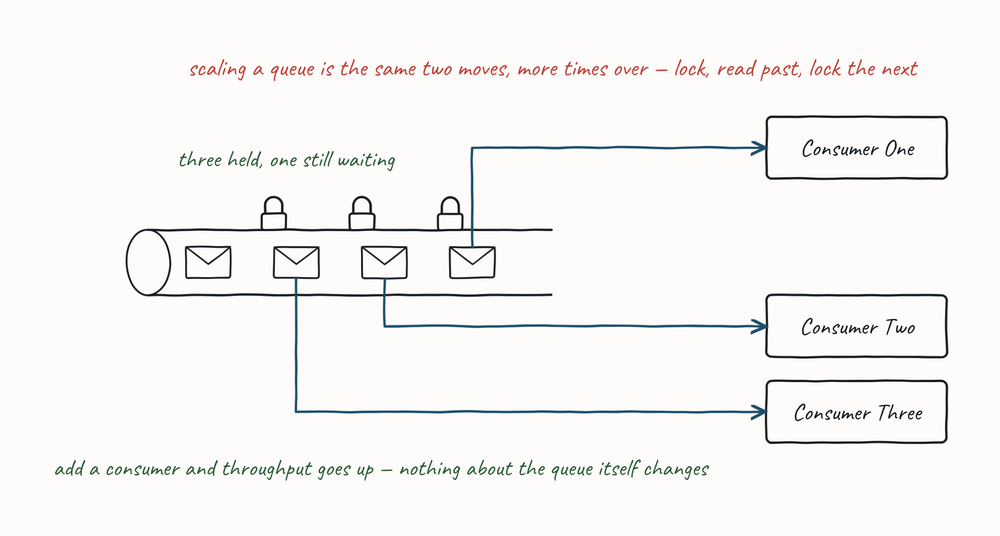 scaling a queue is the same two moves, more times over – lock, read past, lock the next
three held, one still waiting
Consumer One
Consumer Two
Consumer Three
add a consumer and throughput goes up – nothing about the queue itself changes